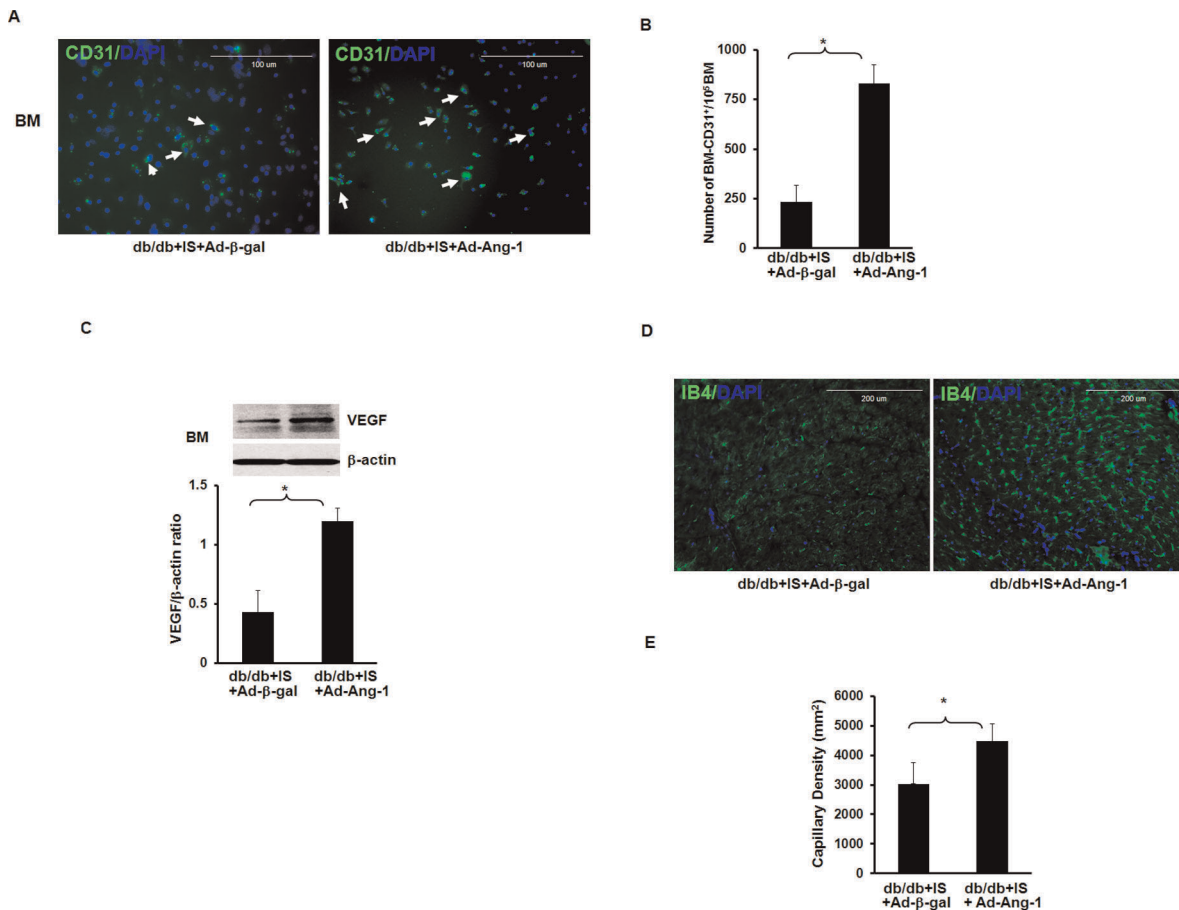 A
CD31/DAPI
100 um
CD31/DAPI
100 um
BM
db/db+IS+Ad-β-gal
db/db+IS+Ad-Ang-1
B
Number of BM-CD31⁺/10⁵ BM
1000
750
500
250
0
*
db/db+IS
+Ad-β-gal
db/db+IS
+Ad-Ang-1
C
BM
VEGF
β-actin
VEGF/β-actin ratio
1.5
1
0.5
0
*
db/db+IS
+Ad-β-gal
db/db+IS
+Ad-Ang-1
D
IB4/DAPI
200 um
IB4/DAPI
200 um
db/db+IS+Ad-β-gal
db/db+IS+Ad-Ang-1
E
Capillary Density (mm²)
6000
5000
4000
3000
2000
1000
0
*
db/db+IS
+Ad-β-gal
db/db+IS
+ Ad-Ang-1